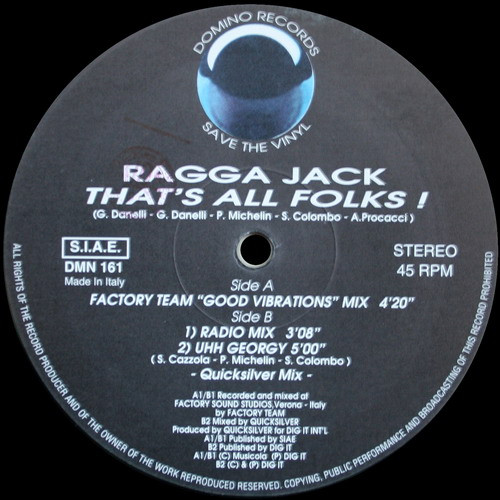 DOMINO RECORDS
SAVE THE VINYL
RAGGA JACK
THAT'S ALL FOLKS !
(G. Danelli - G. Danelli - P. Michelin - S. Colombo - A.Procacci )
S.I.A.E.
DMN 161
Made in Italy
STEREO
45 RPM
Side A
FACTORY TEAM "GOOD VIBRATIONS" MIX 4'20"
Side B
1) RADIO MIX 3'08"
2) UHH GEORGY 5'00"
( S. Cazzola - P. Michelin - S. Colombo )
- Quicksilver Mix -
A1/B1 Recorded and mixed at
FACTORY SOUND STUDIOS,Verona - Italy
by FACTORY TEAM
B2 Mixed by QUICKSILVER
Produced by QUICKSILVER for DIG IT INT'L
A1/B1 Published by SIAE
B2 Published by DIG IT
A1/B1 (C) Musicola (P) DIG IT
B2 (C) & (P) DIG IT
ALL RIGHTS OF THE RECORD PRODUCER AND OF THE OWNER OF THE WORK REPRODUCED RESERVED. COPYING, PUBLIC PERFORMANCE AND BROADCASTING OF THIS RECORD PROHIBITED